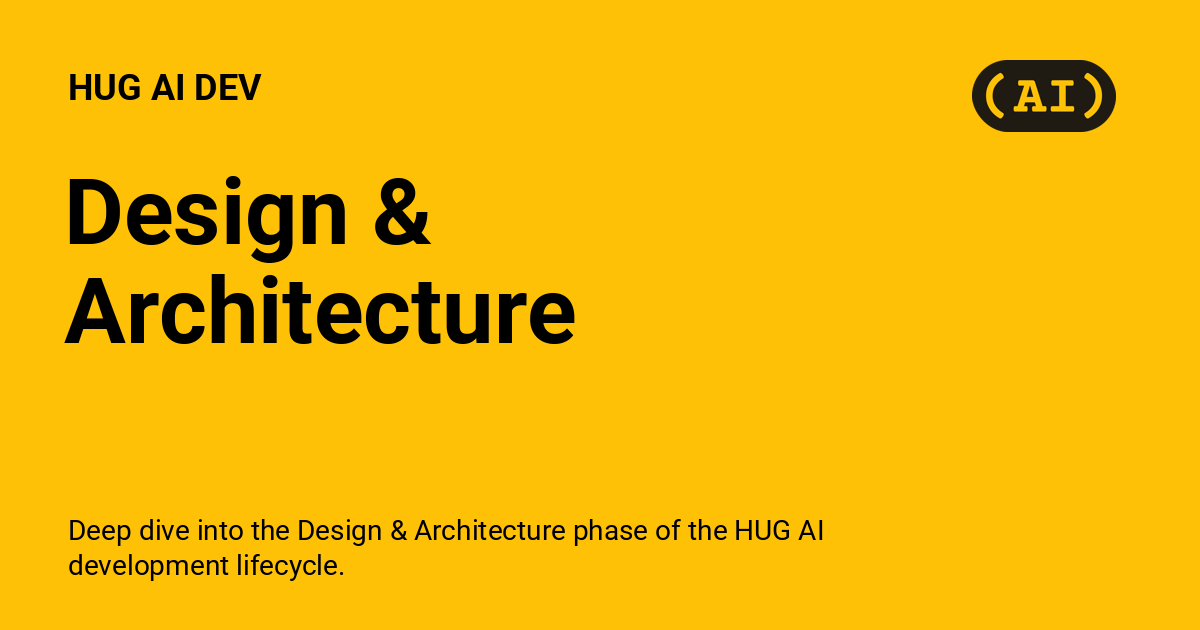 HUG AI DEV
(AI)
Design &
Architecture
Deep dive into the Design & Architecture phase of the HUG AI
development lifecycle.